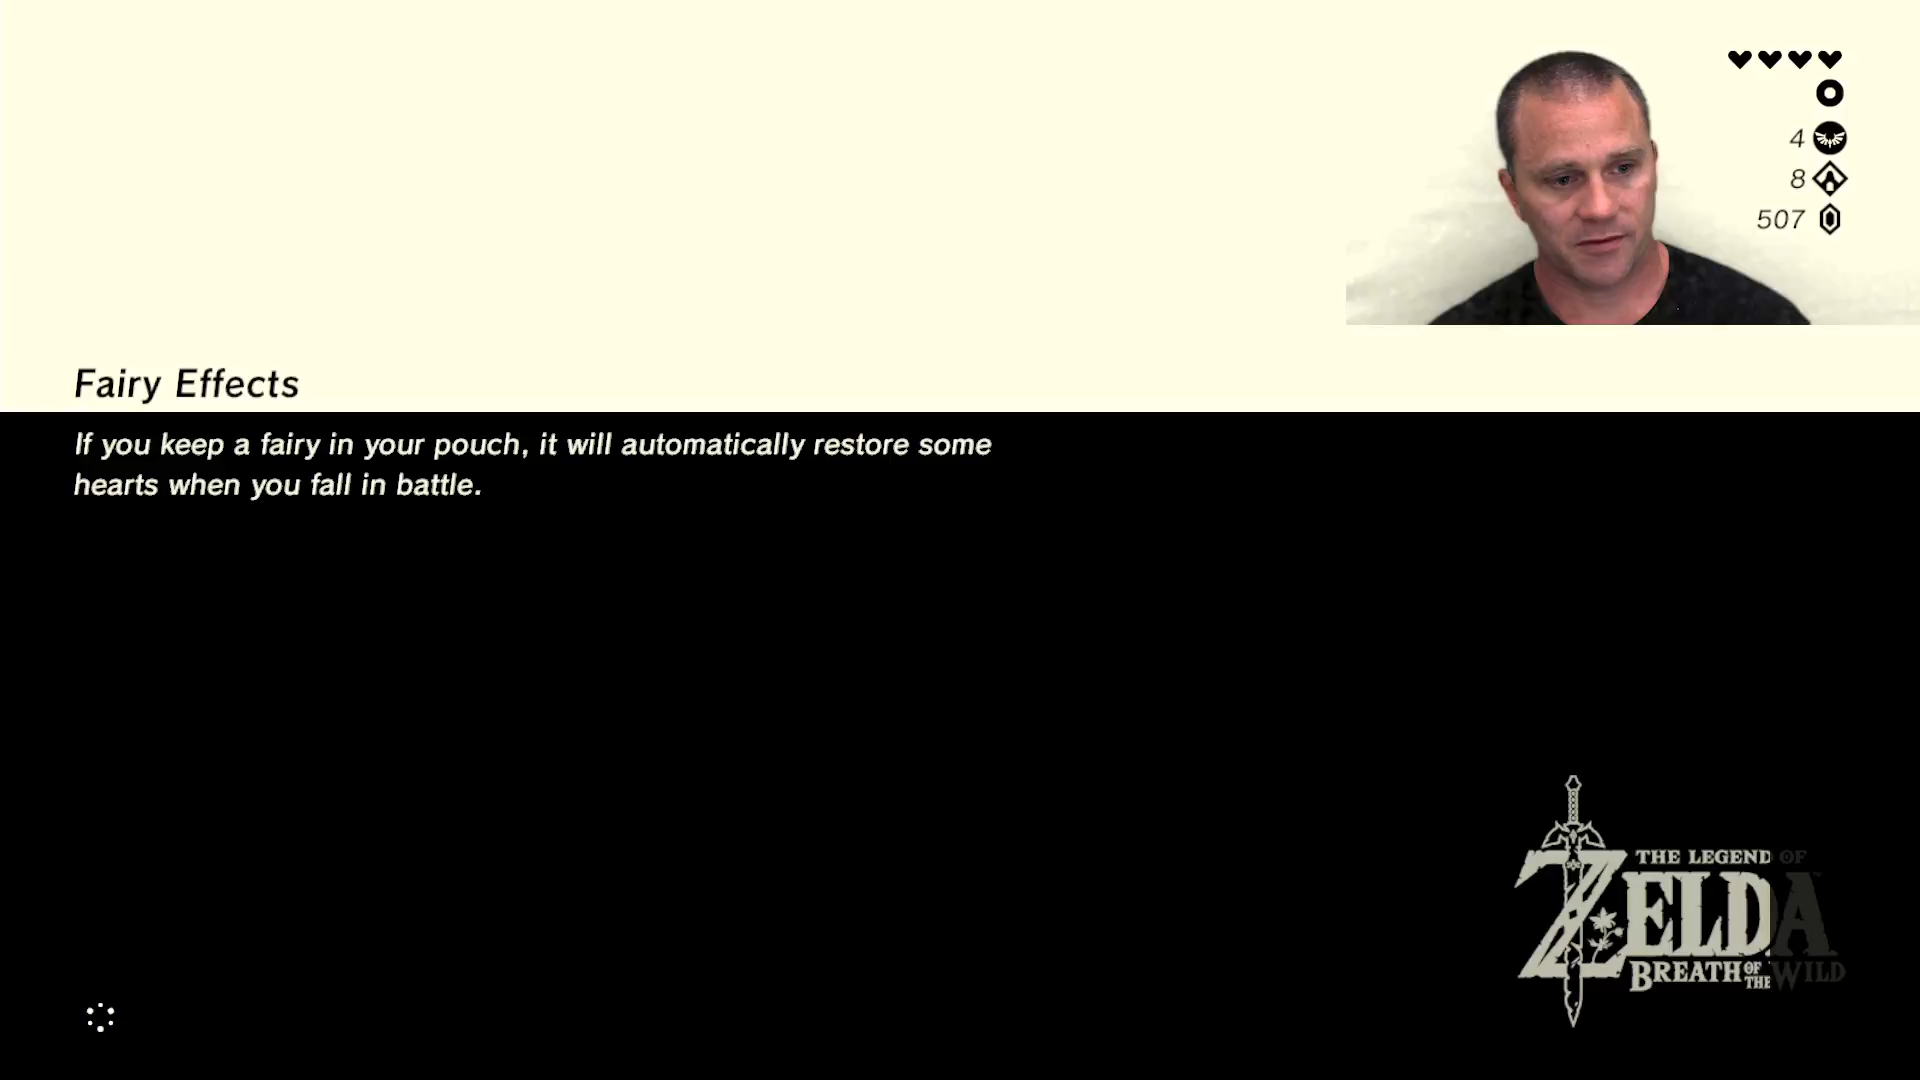 4
8
507
Fairy Effects
If you keep a fairy in your pouch, it will automatically restore some
hearts when you fall in battle.
THE LEGEND OF
ZELDA
BREATH OF THE WILD